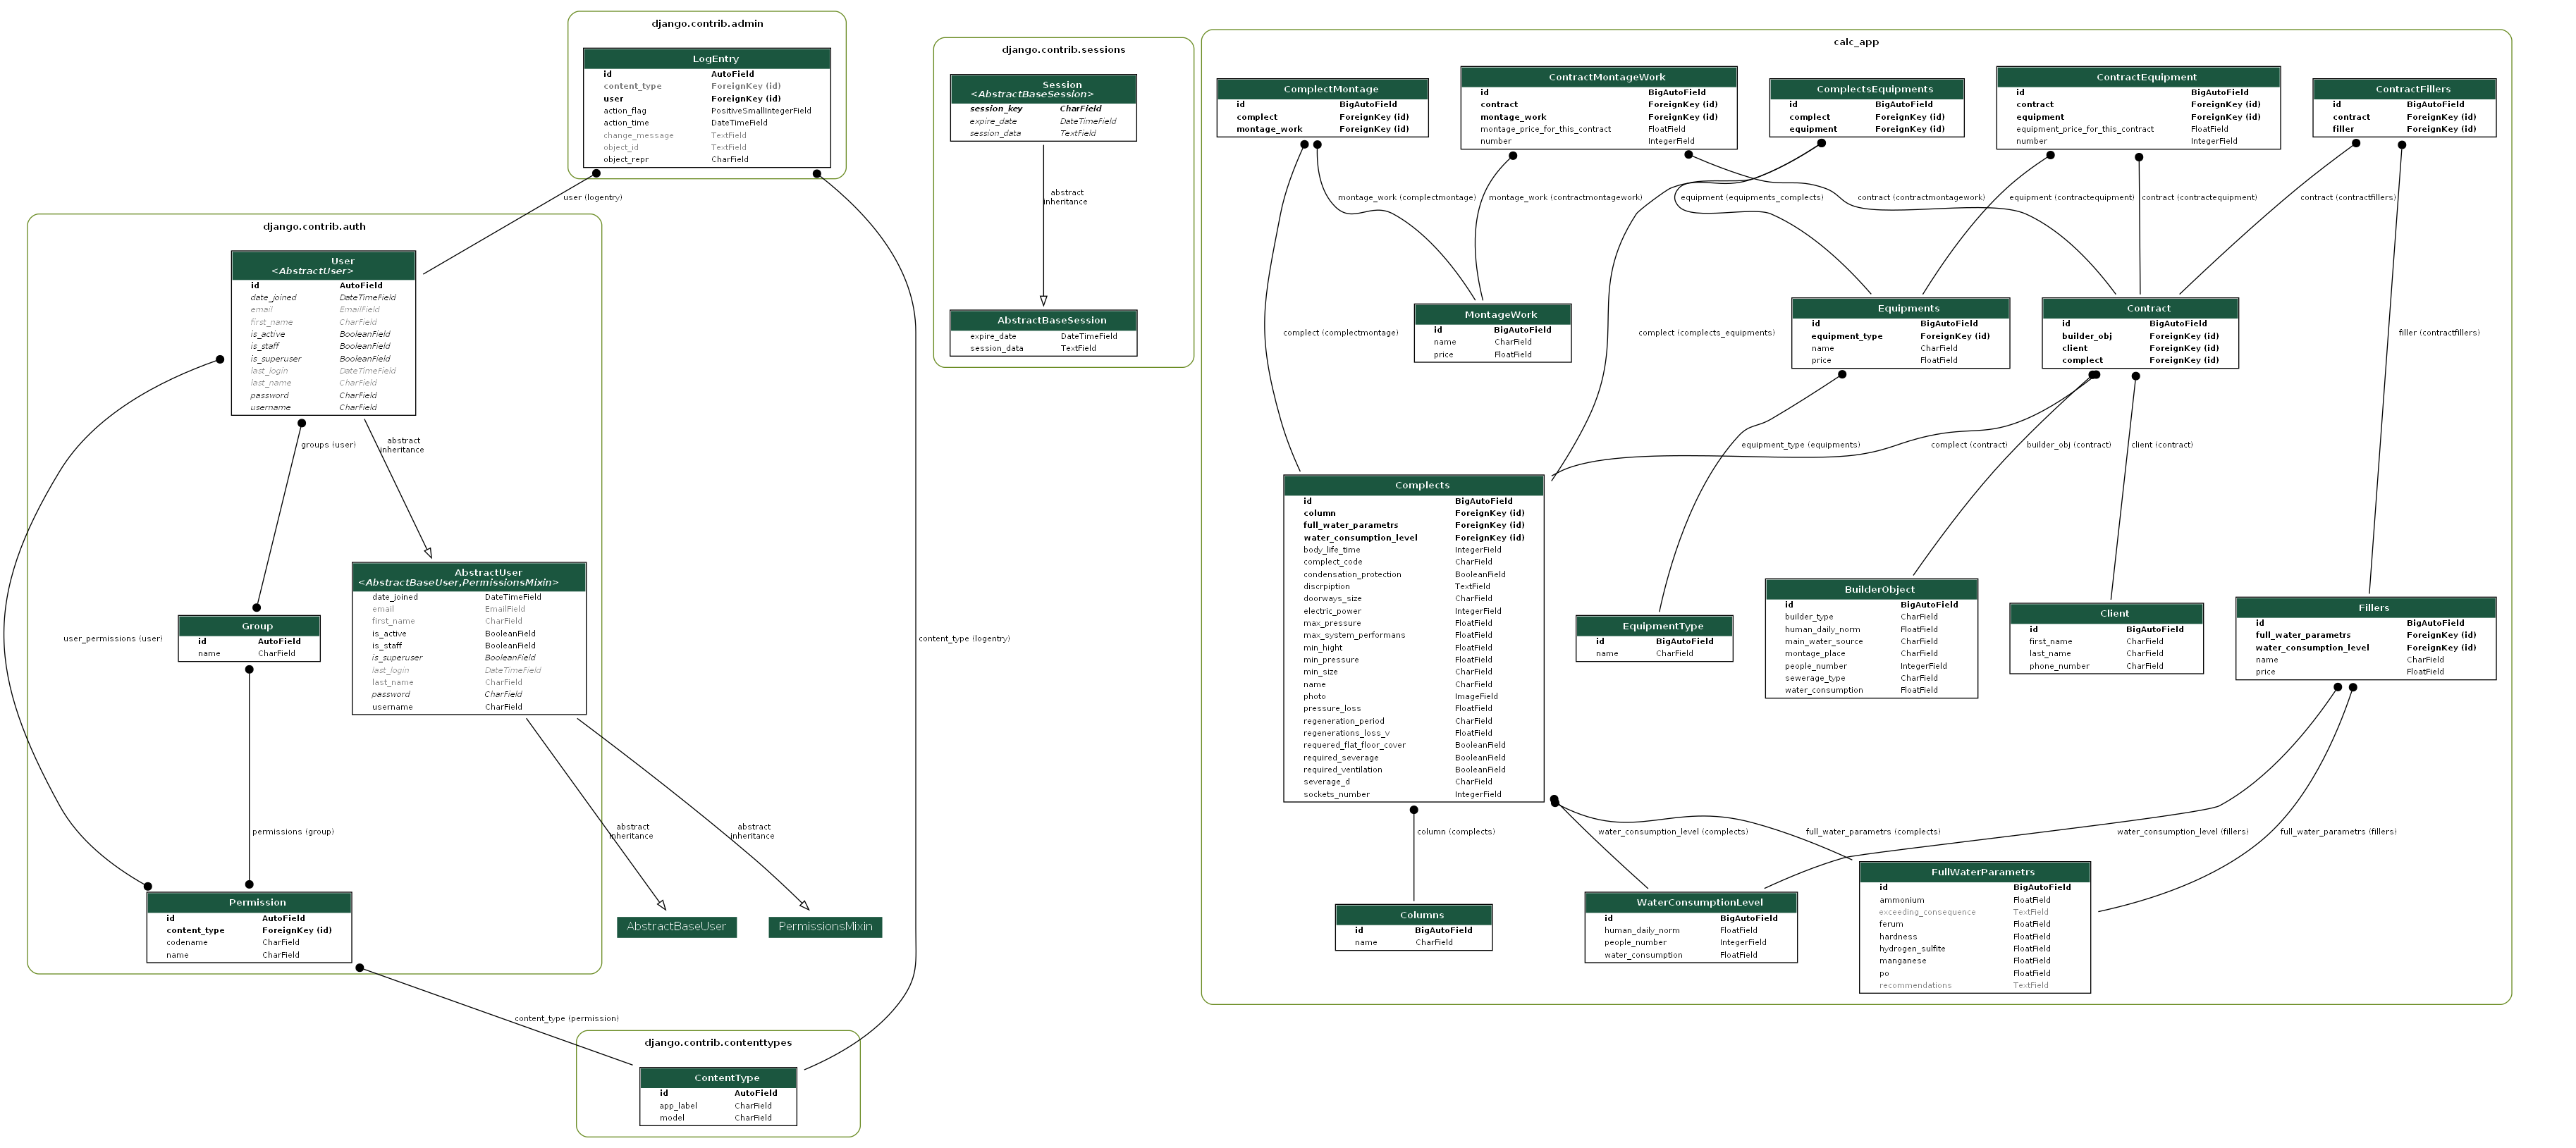 django.contrib.admin
LogEntry
id AutoField
content_type ForeignKey (id)
user ForeignKey (id)
action_flag PositiveSmallIntegerField
action_time DateTimeField
change_message TextField
object_id TextField
object_repr CharField
user (logentry)
django.contrib.auth
User
<AbstractUser>
id AutoField
date_joined DateTimeField
email EmailField
first_name CharField
is_active BooleanField
is_staff BooleanField
is_superuser BooleanField
last_login DateTimeField
last_name CharField
password CharField
username CharField
groups (user)
abstract
inheritance
AbstractUser
<AbstractBaseUser,PermissionsMixin>
date_joined DateTimeField
email EmailField
first_name CharField
is_active BooleanField
is_staff BooleanField
is_superuser BooleanField
last_login DateTimeField
last_name CharField
password CharField
username CharField
user_permissions (user)
Group
id AutoField
name CharField
content_type (logentry)
permissions (group)
abstract
inheritance
abstract
inheritance
Permission
id AutoField
content_type ForeignKey (id)
codename CharField
name CharField
AbstractBaseUser
PermissionsMixin
content_type (permission)
django.contrib.contenttypes
ContentType
id AutoField
app_label CharField
model CharField
django.contrib.sessions
Session
<AbstractBaseSession>
session_key CharField
expire_date DateTimeField
session_data TextField
abstract
inheritance
AbstractBaseSession
expire_date DateTimeField
session_data TextField
calc_app
ComplectMontage
id BigAutoField
complect ForeignKey (id)
montage_work ForeignKey (id)
ContractMontageWork
id BigAutoField
contract ForeignKey (id)
montage_work ForeignKey (id)
montage_price_for_this_contract FloatField
number IntegerField
ComplectsEquipments
id BigAutoField
complect ForeignKey (id)
equipment ForeignKey (id)
ContractEquipment
id BigAutoField
contract ForeignKey (id)
equipment ForeignKey (id)
equipment_price_for_this_contract FloatField
number IntegerField
ContractFillers
id BigAutoField
contract ForeignKey (id)
filler ForeignKey (id)
montage_work (complectmontage)
montage_work (contractmontagework)
equipment (equipments_complects)
contract (contractmontagework)
equipment (contractequipment)
contract (contractequipment)
contract (contractfillers)
complect (complectmontage)
MontageWork
id BigAutoField
name CharField
price FloatField
complect (complects_equipments)
Equipments
id BigAutoField
equipment_type ForeignKey (id)
name CharField
price FloatField
Contract
id BigAutoField
builder_obj ForeignKey (id)
client ForeignKey (id)
complect ForeignKey (id)
filler (contractfillers)
equipment_type (equipments)
complect (contract)
builder_obj (contract)
client (contract)
Complects
id BigAutoField
column ForeignKey (id)
full_water_parametrs ForeignKey (id)
water_consumption_level ForeignKey (id)
body_life_time IntegerField
complect_code CharField
condensation_protection BooleanField
discrpiption TextField
doorways_size CharField
electric_power IntegerField
max_pressure FloatField
max_system_performans FloatField
min_hight FloatField
min_pressure FloatField
min_size CharField
name CharField
photo ImageField
pressure_loss FloatField
regeneration_period CharField
regenerations_loss_v FloatField
requered_flat_floor_cover BooleanField
required_severage BooleanField
required_ventilation BooleanField
severage_d CharField
sockets_number IntegerField
EquipmentType
id BigAutoField
name CharField
BuilderObject
id BigAutoField
builder_type CharField
human_daily_norm FloatField
main_water_source CharField
montage_place CharField
people_number IntegerField
sewerage_type CharField
water_consumption FloatField
Client
id BigAutoField
first_name CharField
last_name CharField
phone_number CharField
Fillers
id BigAutoField
full_water_parametrs ForeignKey (id)
water_consumption_level ForeignKey (id)
name CharField
price FloatField
column (complects)
water_consumption_level (complects)
full_water_parametrs (complects)
water_consumption_level (fillers)
full_water_parametrs (fillers)
Columns
id BigAutoField
name CharField
WaterConsumptionLevel
id BigAutoField
human_daily_norm FloatField
people_number IntegerField
water_consumption FloatField
FullWaterParametrs
id BigAutoField
ammonium FloatField
exceeding_consequence TextField
ferum FloatField
hardness FloatField
hydrogen_sulfite FloatField
manganese FloatField
po FloatField
recommendations TextField